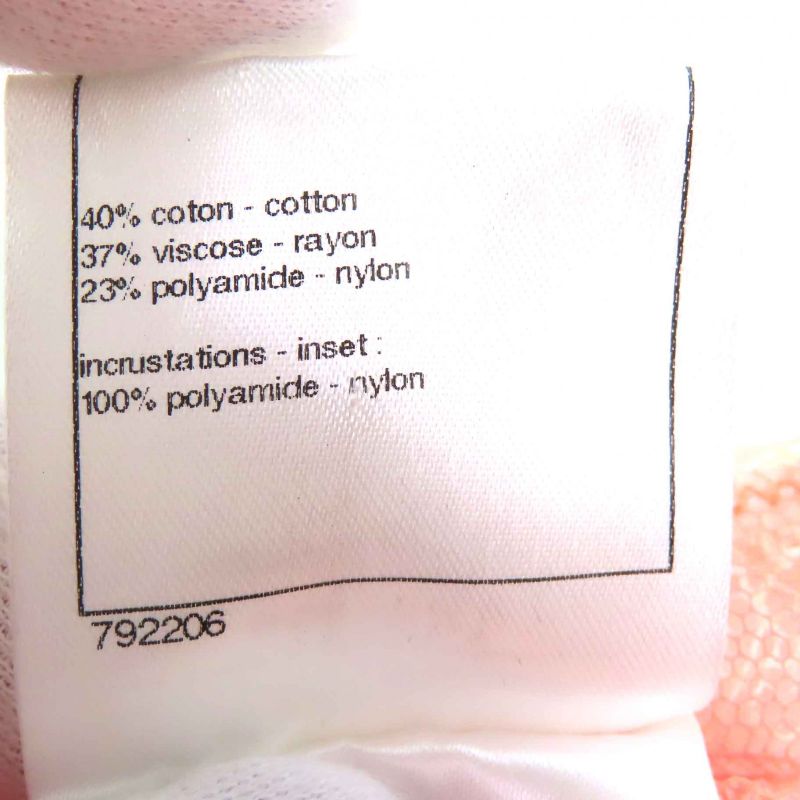 40% coton - cotton
37% viscose - rayon
23% polyamide - nylon
incrustations - inset :
100% polyamide - nylon
792206